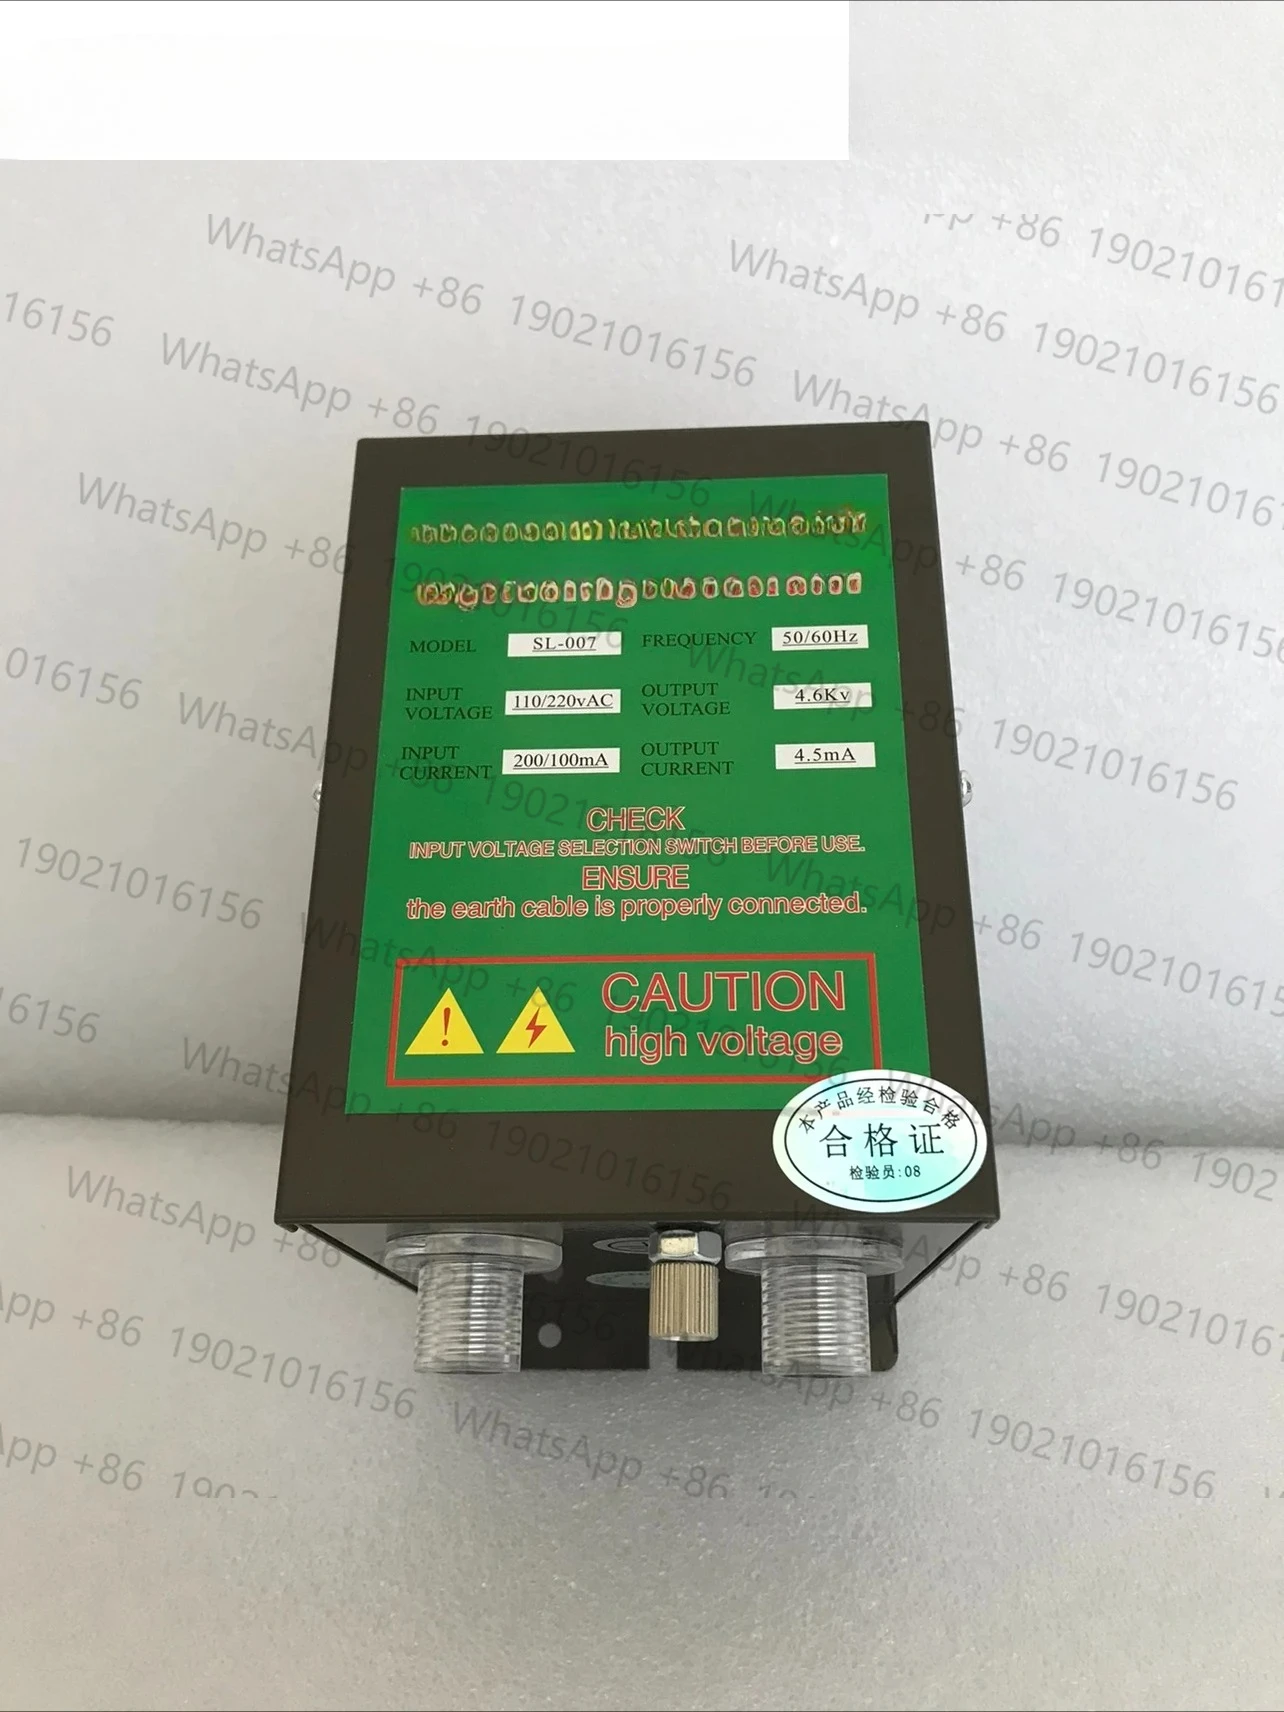 WhatsApp +86 19021016156
MODEL SL-007 FREQUENCY 50/60Hz
INPUT VOLTAGE 110/220vAC OUTPUT VOLTAGE 4.6Kv
INPUT CURRENT 200/100mA OUTPUT CURRENT 4.5mA
CHECK
INPUT VOLTAGE SELECTION SWITCH BEFORE USE.
ENSURE
the earth cable is properly connected.
CAUTION
high voltage
本产品经检验合格
合格证
检验员:08